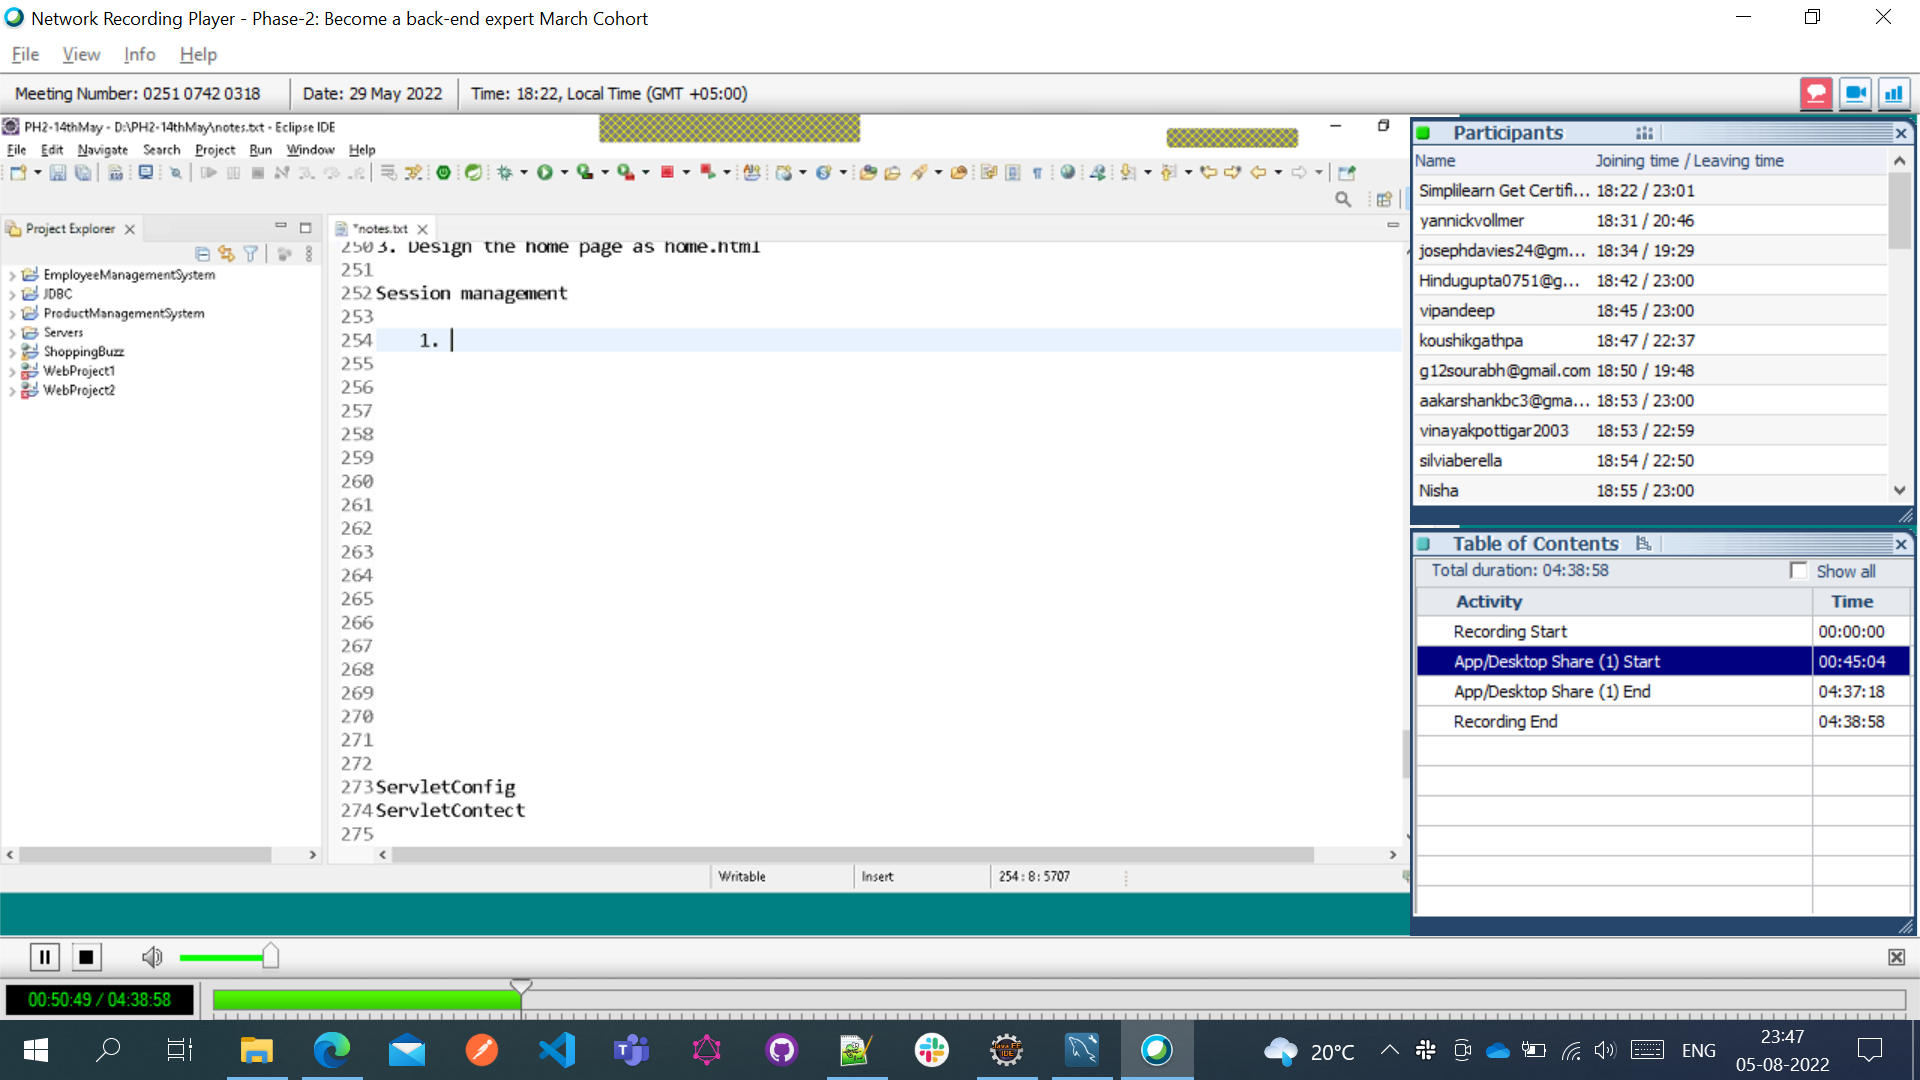 Network Recording Player - Phase-2: Become a back-end expert March Cohort
File View Info Help
Meeting Number: 0251 0742 0318 Date: 29 May 2022 Time: 18:22, Local Time (GMT +05:00)
PH2-14thMay - D:\PH2-14thMay\notes.txt - Eclipse IDE
File Edit Navigate Search Project Run Window Help
Project Explorer
EmployeeManagementSystem
JDBC
ProductManagementSystem
Servers
ShoppingBuzz
WebProject1
WebProject2
*notes.txt
250 3. Design the home page as home.html
251
252 Session management
253
254 1.
255
256
257
258
259
260
261
262
263
264
265
266
267
268
269
270
271
272
273 ServletConfig
274 ServletContect
275
Writable Insert 254 : 8 : 5707
Participants
Name Joining time / Leaving time
Simplilearn Get Certifi... 18:22 / 23:01
yannickvollmer 18:31 / 20:46
josephdavies24@gm... 18:34 / 19:29
Hindugupta0751@g... 18:42 / 23:00
vipandeep 18:45 / 23:00
koushikgathpa 18:47 / 22:37
g12sourabh@gmail.com 18:50 / 19:48
aakarshankbc3@gma... 18:53 / 23:00
vinayakpottigar2003 18:53 / 22:59
silviaberella 18:54 / 22:50
Nisha 18:55 / 23:00
Table of Contents
Total duration: 04:38:58 Show all
Activity Time
Recording Start 00:00:00
App/Desktop Share (1) Start 00:45:04
App/Desktop Share (1) End 04:37:18
Recording End 04:38:58
00:50:49 / 04:38:58
20°C ENG 23:47
05-08-2022